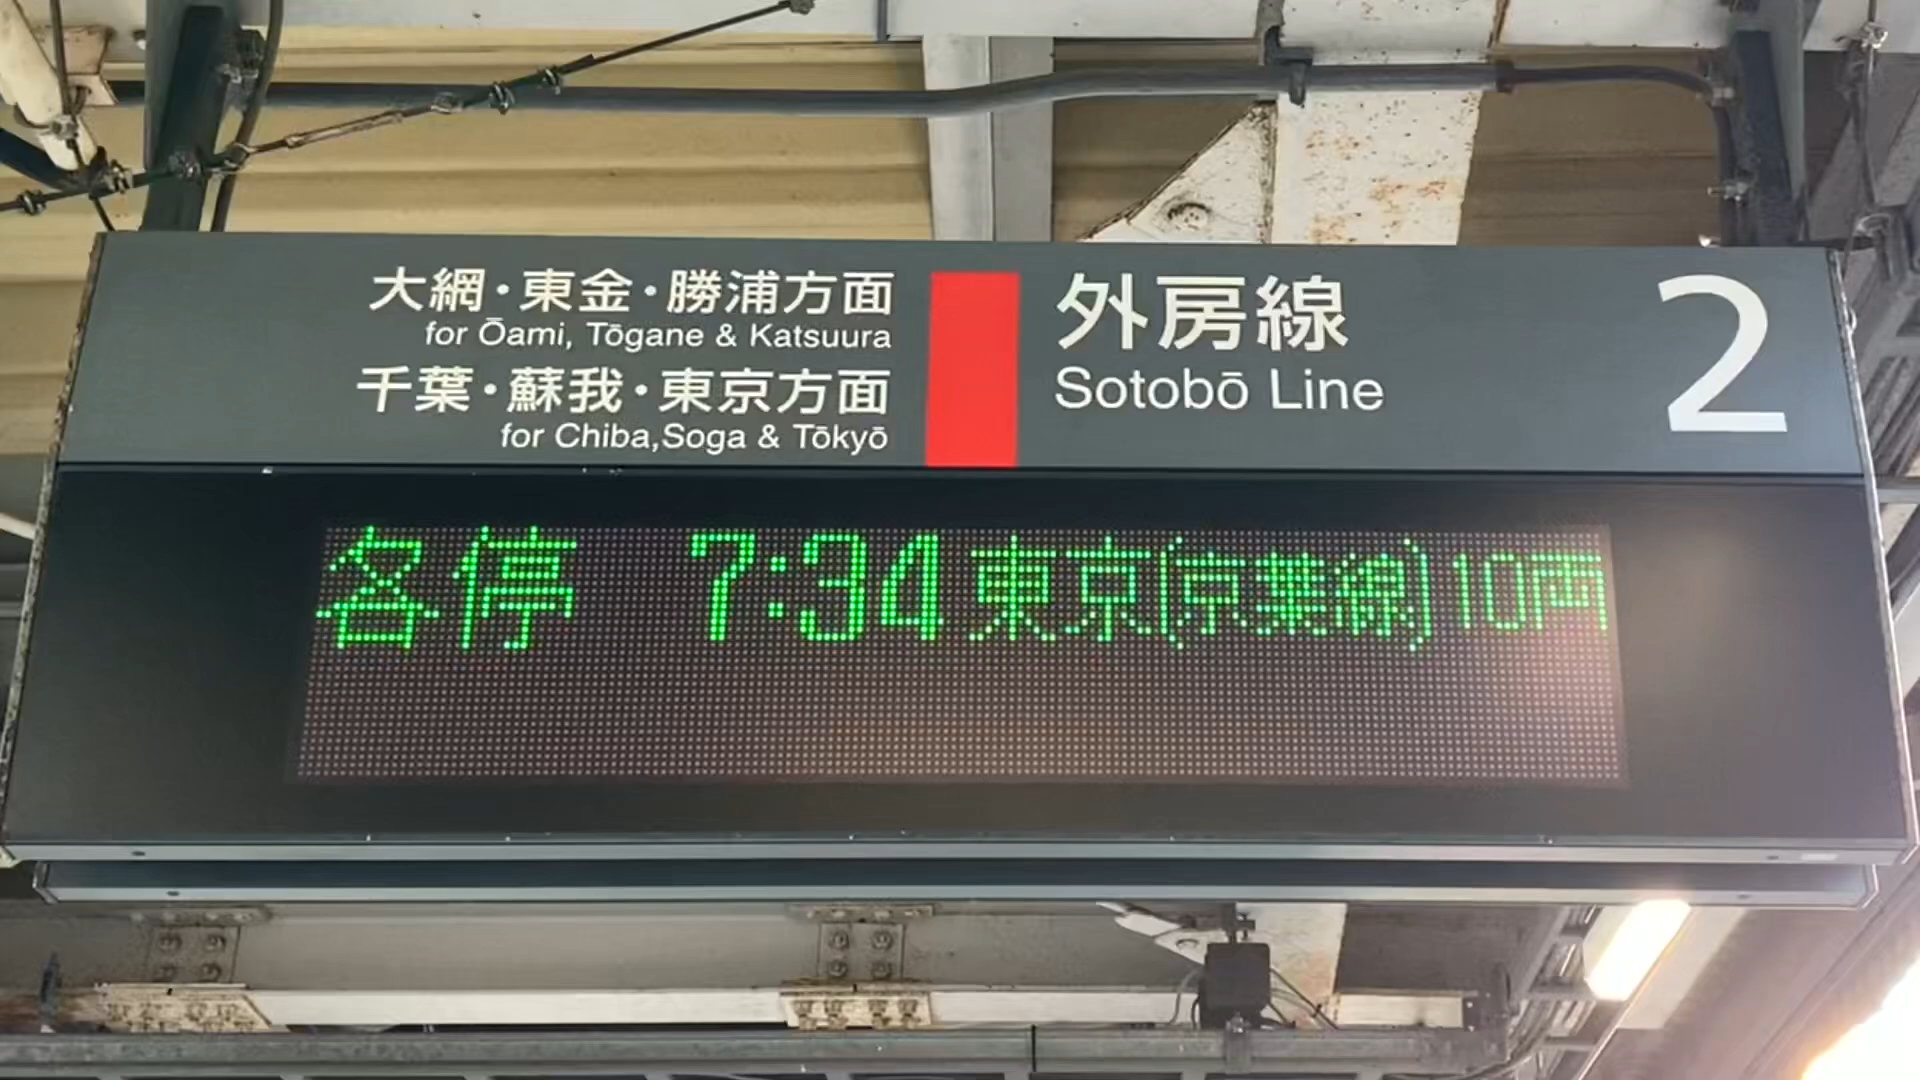 大網・東金・勝浦方面
for Ōami, Tōgane & Katsuura
千葉・蘇我・東京方面
for Chiba,Soga & Tōkyō
外房線
Sotobō Line
2
各停 7:34 東京(京葉線) 10両